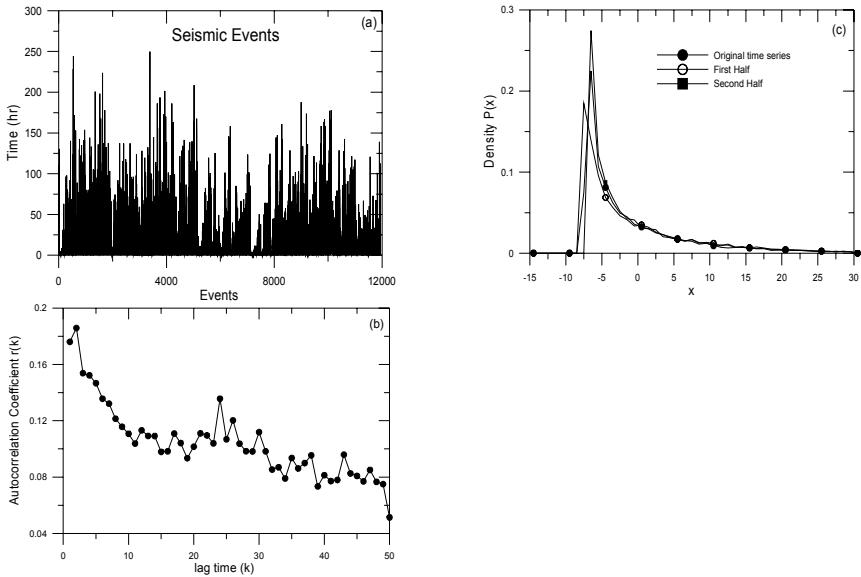 Seismic Events
(a)
Time (hr)
300
250
200
150
100
50
0
0
4000
8000
12000
Events
(b)
Autocorrelation Coefficient r(k)
0.2
0.16
0.12
0.08
0.04
0
10
20
30
40
50
lag time (k)
(c)
Original time series
First Half
Second Half
Density P(x)
0.3
0.2
0.1
0
-15
-10
-5
0
5
10
15
20
25
30
x